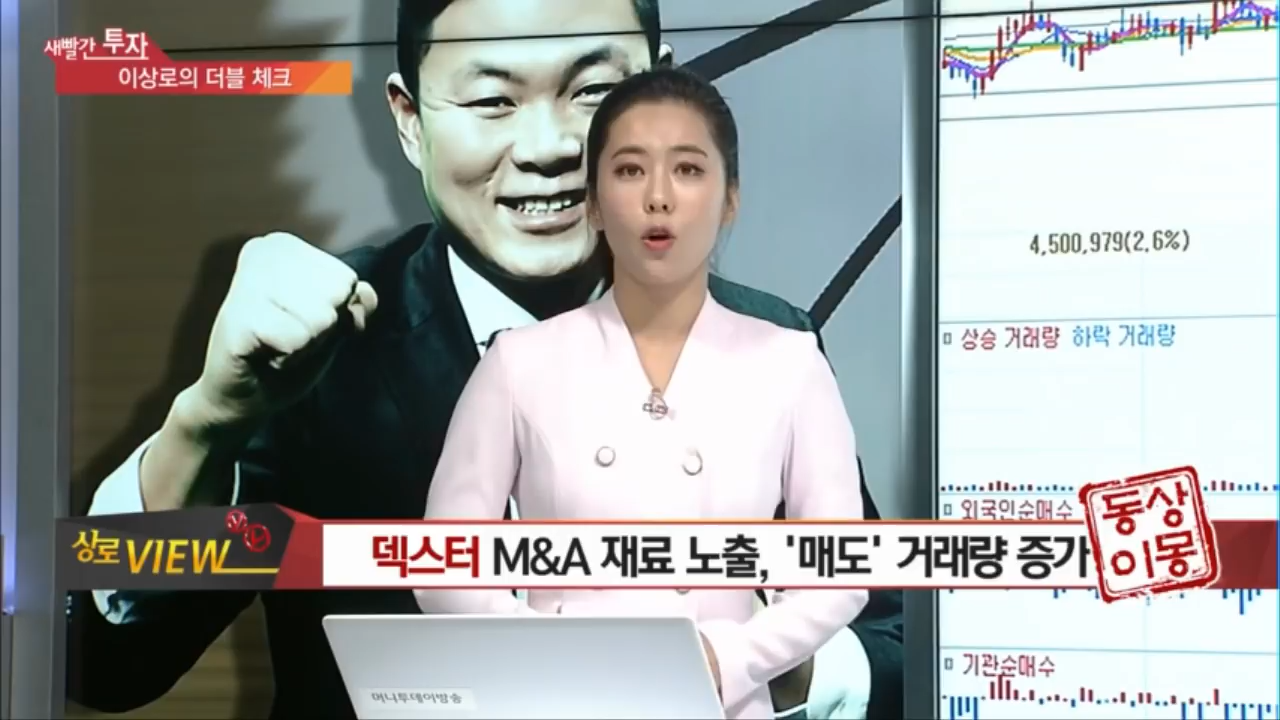 새빨간 투자
이상로의 더블 체크
4,500,979(2.6%)
상승 거래량 하락 거래량
외국인순매수
상로 VIEW
덱스터 M&A 재료 노출, '매도' 거래량 증가
동상
이몽
기관순매수
머니투데이방송